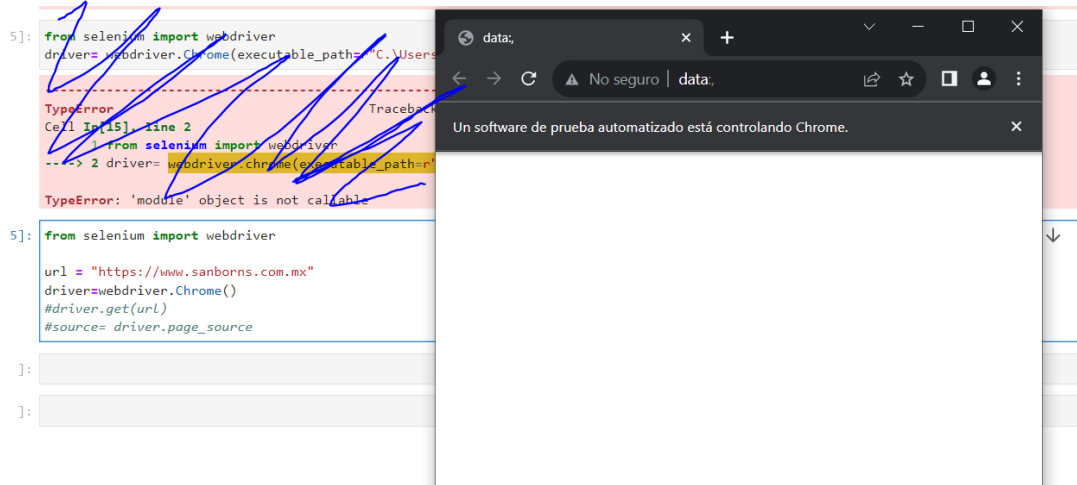 5]: from selenium import webdriver
driver= webdriver.Chrome(executable_path=r"C.\Users
TypeError Traceback
Cell In[15], line 2
1 from selenium import webdriver
----> 2 driver= webdriver.chrome(executable_path=r"
TypeError: 'module' object is not callable
5]: from selenium import webdriver
url = "https://www.sanborns.com.mx"
driver=webdriver.Chrome()
#driver.get(url)
#source= driver.page_source
]:
]:
data:,
No seguro | data:,
Un software de prueba automatizado está controlando Chrome.